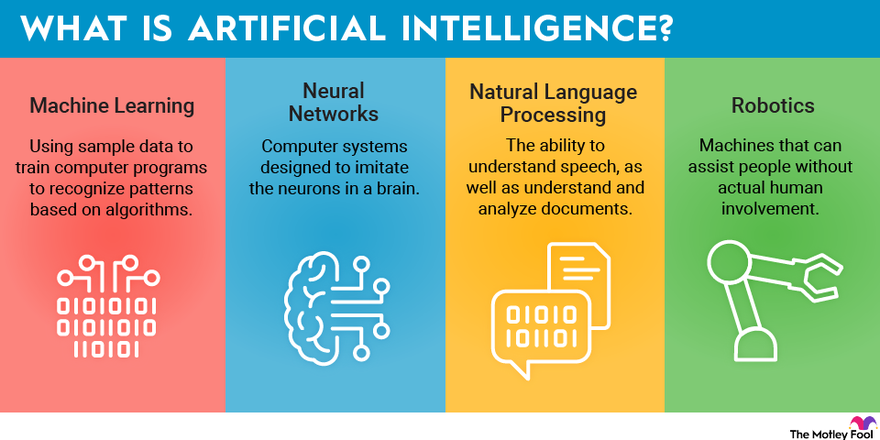 WHAT IS ARTIFICIAL INTELLIGENCE?
Machine Learning
Using sample data to
train computer programs
to recognize patterns
based on algorithms.
01010101
01011010
110101
Neural
Networks
Computer systems
designed to imitate
the neurons in a brain.
Natural Language
Processing
The ability to
understand speech, as
well as understand and
analyze documents.
01010
101101
Robotics
Machines that can
assist people without
actual human
involvement.
The Motley Fool